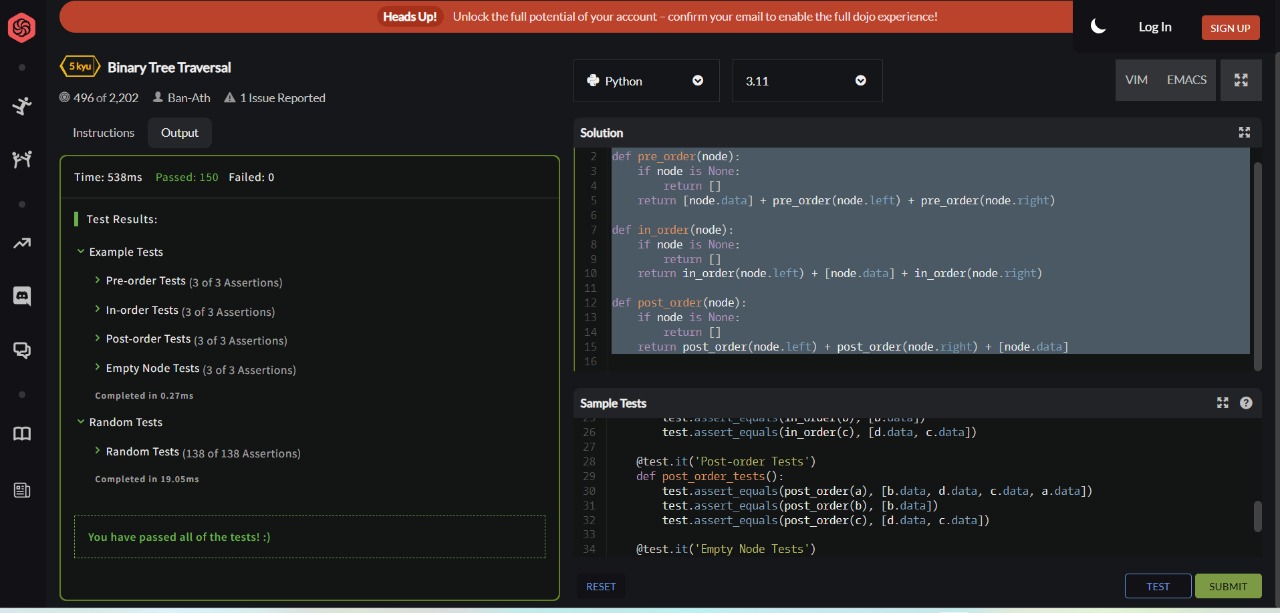 Heads Up! Unlock the full potential of your account – confirm your email to enable the full dojo experience!
Log In
SIGN UP
5 kyu Binary Tree Traversal
496 of 2,202 Ban-Ath 1 Issue Reported
Python
3.11
VIM EMACS
Instructions Output
Time: 538ms Passed: 150 Failed: 0
Test Results:
Example Tests
Pre-order Tests (3 of 3 Assertions)
In-order Tests (3 of 3 Assertions)
Post-order Tests (3 of 3 Assertions)
Empty Node Tests (3 of 3 Assertions)
Completed in 0.27ms
Random Tests
Random Tests (138 of 138 Assertions)
Completed in 19.05ms
You have passed all of the tests! :)
Solution
2 def pre_order(node):
3     if node is None:
4         return []
5     return [node.data] + pre_order(node.left) + pre_order(node.right)
6
7 def in_order(node):
8     if node is None:
9         return []
10     return in_order(node.left) + [node.data] + in_order(node.right)
11
12 def post_order(node):
13     if node is None:
14         return []
15     return post_order(node.left) + post_order(node.right) + [node.data]
16
Sample Tests
25         test.assert_equals(in_order(b), [b.data])
26         test.assert_equals(in_order(c), [d.data, c.data])
27
28     @test.it('Post-order Tests')
29     def post_order_tests():
30         test.assert_equals(post_order(a), [b.data, d.data, c.data, a.data])
31         test.assert_equals(post_order(b), [b.data])
32         test.assert_equals(post_order(c), [d.data, c.data])
33
34     @test.it('Empty Node Tests')
RESET
TEST
SUBMIT